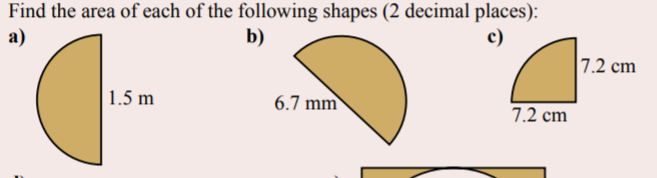 Find the area of each of the following shapes (2 decimal places):
a) b) c)
7.2 cm
1.5 m
6.7 mm
7.2 cm